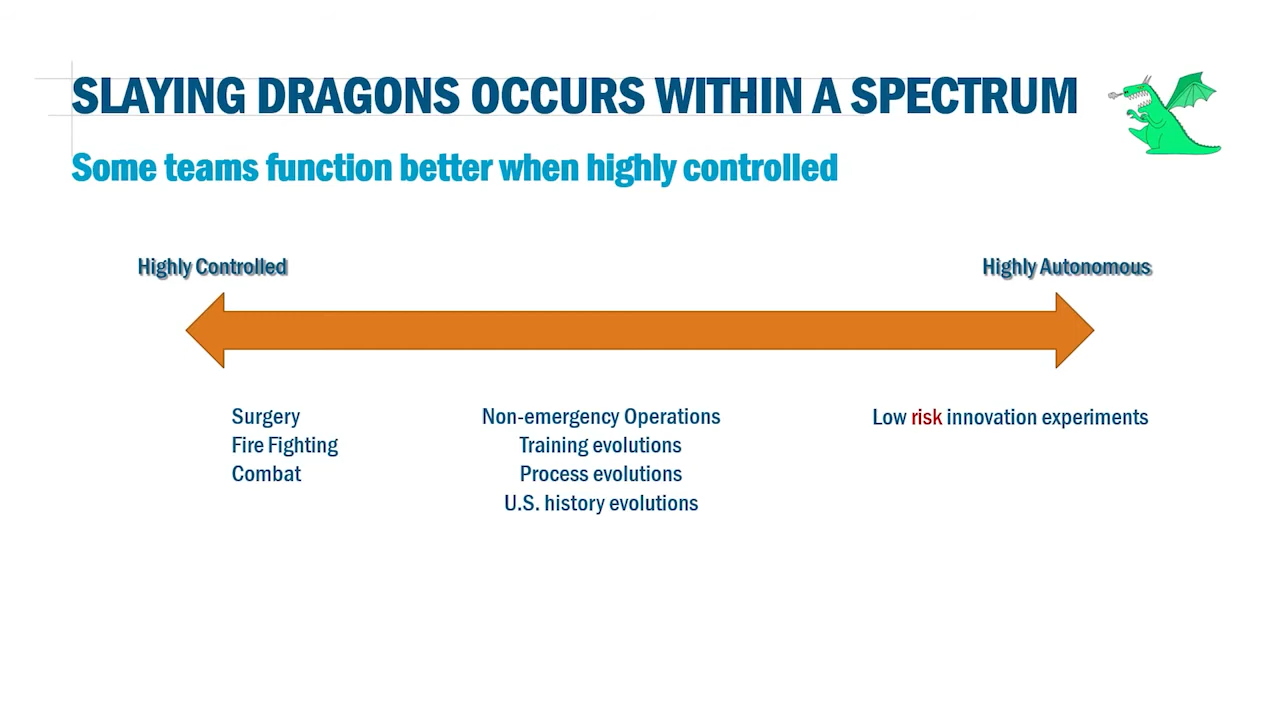 SLAYING DRAGONS OCCURS WITHIN A SPECTRUM
Some teams function better when highly controlled
Highly Controlled
Highly Autonomous
Surgery
Fire Fighting
Combat
Non-emergency Operations
Training evolutions
Process evolutions
U.S. history evolutions
Low risk innovation experiments